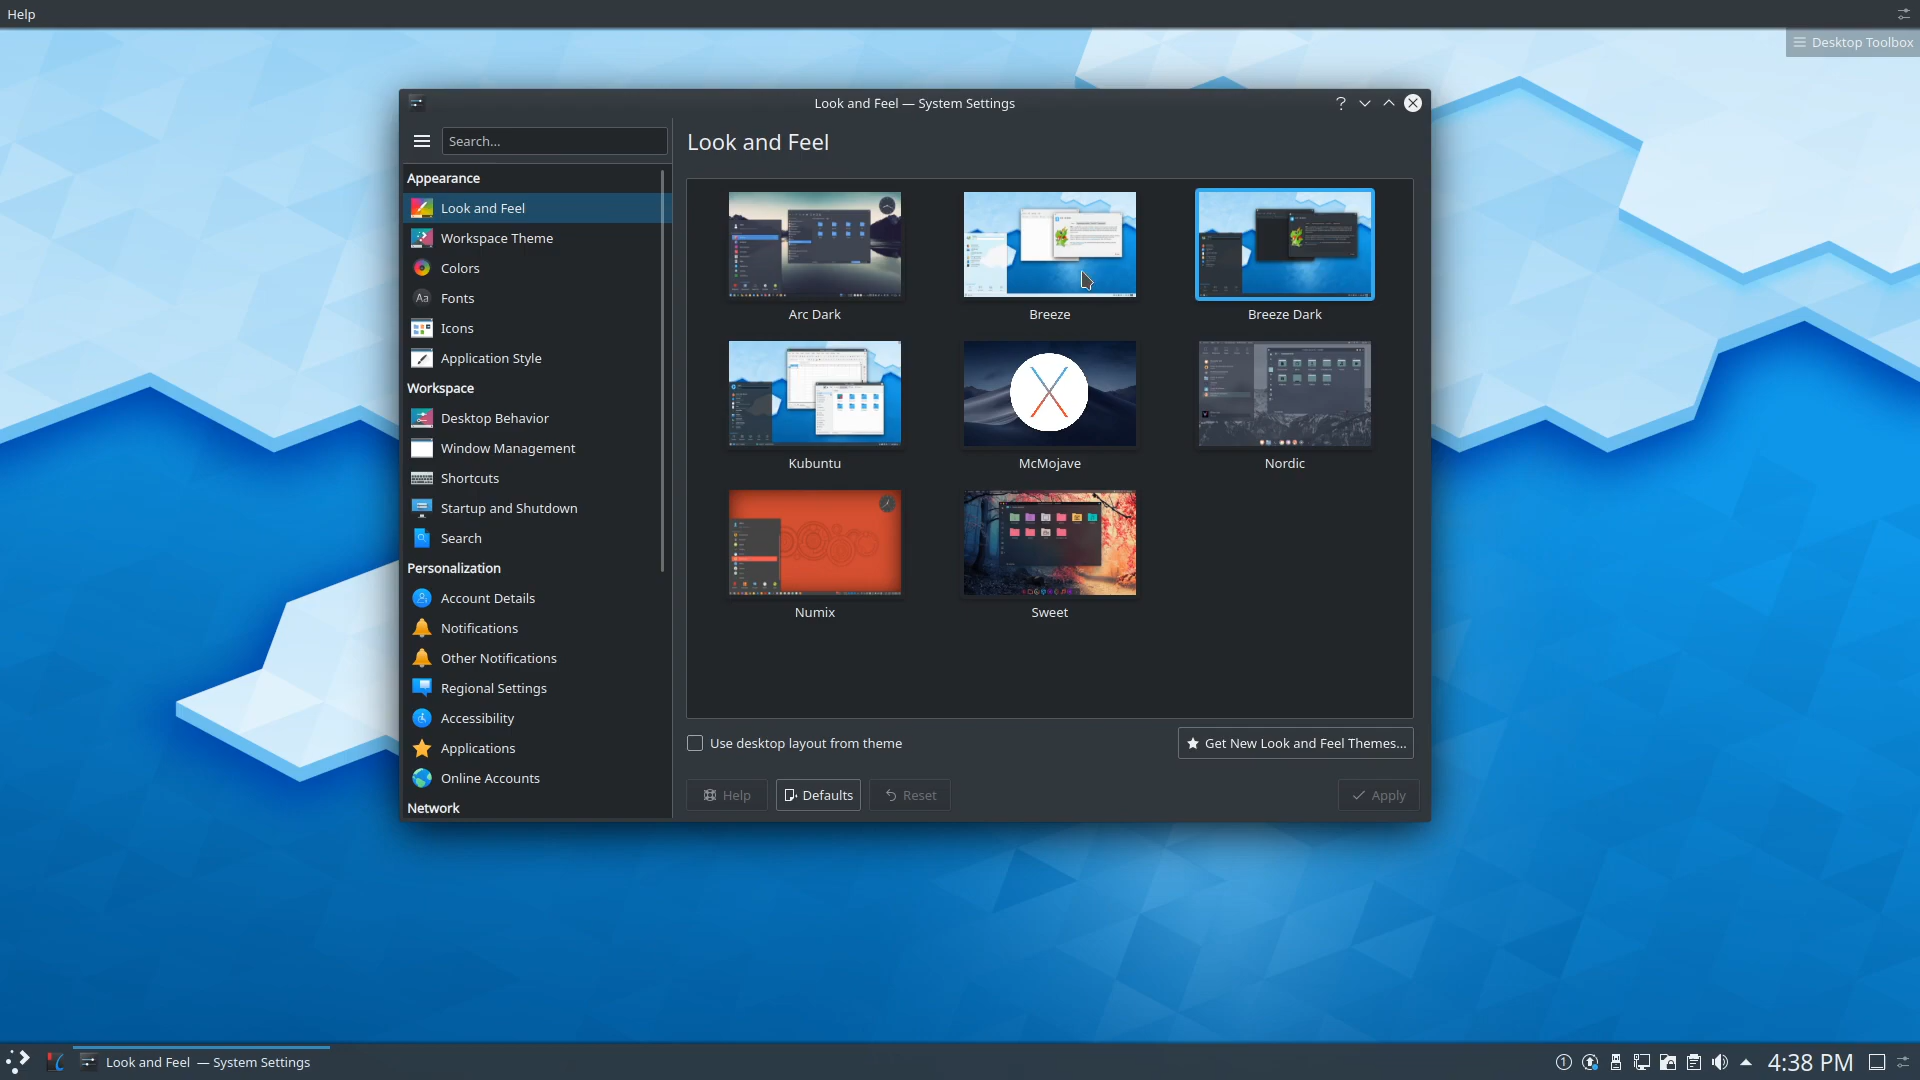 Help
Desktop Toolbox
Look and Feel — System Settings
Search...
Look and Feel
Appearance
Look and Feel
Workspace Theme
Colors
Fonts
Icons
Application Style
Workspace
Desktop Behavior
Window Management
Shortcuts
Startup and Shutdown
Search
Personalization
Account Details
Notifications
Other Notifications
Regional Settings
Accessibility
Applications
Online Accounts
Network
Arc Dark
Breeze
Breeze Dark
Kubuntu
McMojave
Nordic
Numix
Sweet
Use desktop layout from theme
Get New Look and Feel Themes...
Help
Defaults
Reset
Apply
Look and Feel — System Settings
4:38 PM